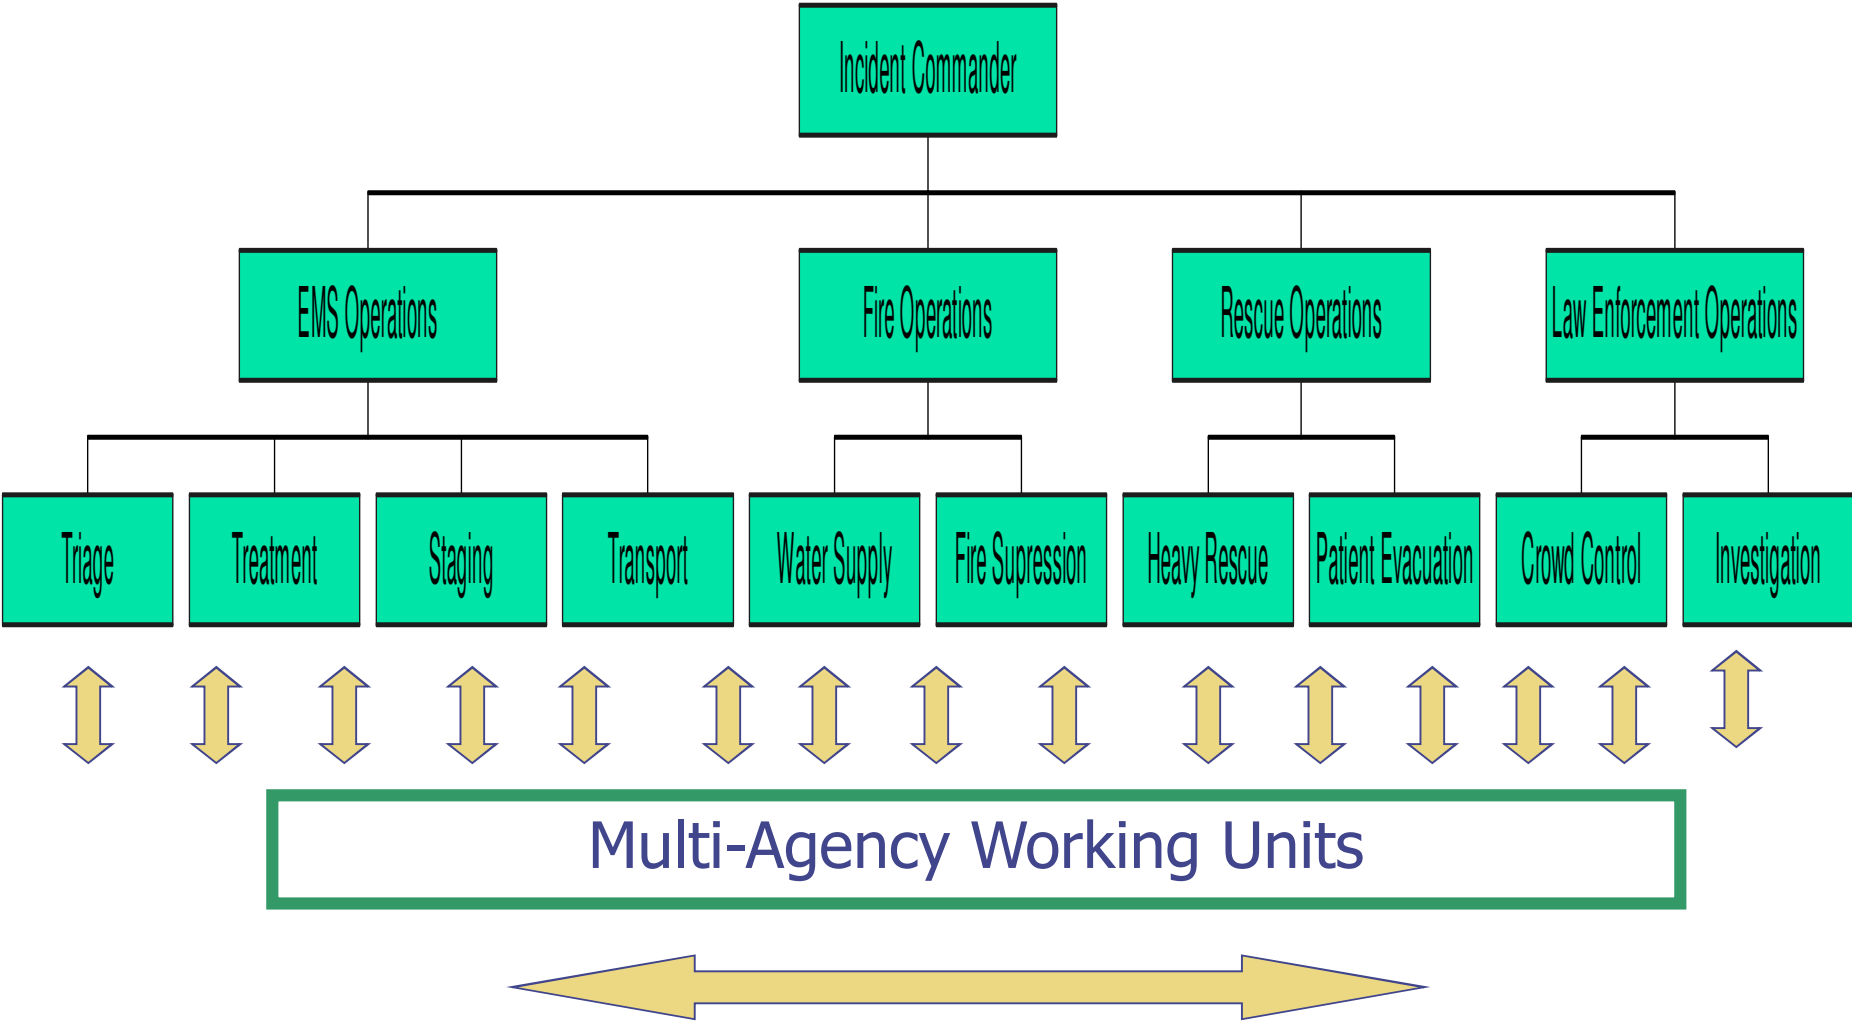 Incident Commander
EMS Operations
Fire Operations
Rescue Operations
Law Enforcement Operations
Triage
Treatment
Staging
Transport
Water Supply
Fire Supression
Heavy Rescue
Patient Evacuation
Crowd Control
Investigation
Multi-Agency Working Units